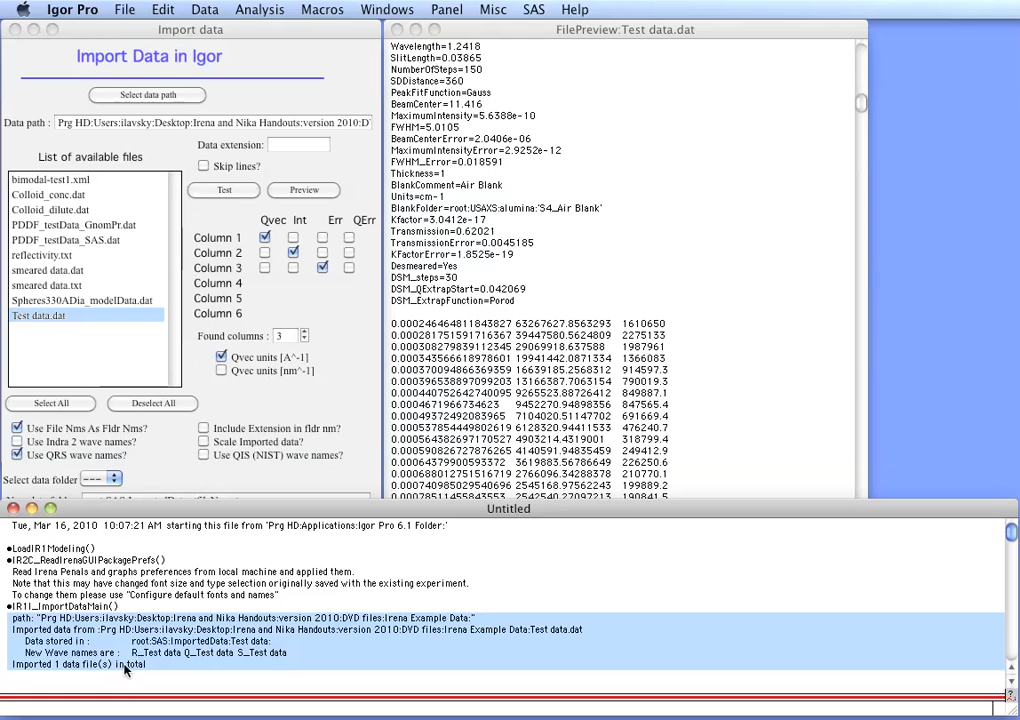 Igor Pro File Edit Data Analysis Macros Windows Panel Misc SAS Help
Import data
Import Data in Igor
Select data path
Data path : Prg HD:Users:ilavsky:Desktop:Irena and Nika Handouts:version 2010:D
List of available files
bimodal-test1.xml
Colloid_conc.dat
Colloid_dilute.dat
PDDF_testData_GnomPr.dat
PDDF_testData_SAS.dat
reflectivity.txt
smeared data.dat
smeared data.txt
Spheres330ADia_modelData.dat
Test data.dat
Data extension:
Skip lines?
Test Preview
Qvec Int Err QErr
Column 1
Column 2
Column 3
Column 4
Column 5
Column 6
Found columns : 3
Qvec units [A^-1]
Qvec units [nm^-1]
Select All Deselect All
Use File Nms As Fldr Nms? Include Extension in fldr nm?
Use Indra 2 wave names? Scale Imported data?
Use QRS wave names? Use QIS (NIST) wave names?
Select data folder ---
FilePreview:Test data.dat
Wavelength=1.2418
SlitLength=0.03865
NumberOfSteps=150
SDDistance=360
PeakFitFunction=Gauss
BeamCenter=11.416
MaximumIntensity=5.6388e-10
FWHM=5.0105
BeamCenterError=2.0406e-06
MaximumIntensityError=2.9252e-12
FWHM_Error=0.018591
Thickness=1
BlankComment=Air Blank
Units=cm-1
BlankFolder=root:USAXS:alumina:'S4_Air Blank'
Kfactor=3.0412e-17
Transmission=0.62021
TransmissionError=0.0045185
KFactorError=1.8525e-19
Desmeared=Yes
DSM_steps=30
DSM_QExtrapStart=0.042069
DSM_ExtrapFunction=Porod
0.000246464811843827 63267627.8563293 1610650
0.000281751591716367 39447580.5624811 2275133
0.000308279839112345 29069918.637588 1987961
0.000343566618978601 19941442.0871334 1366083
0.000370094866369359 16639185.2568312 914597.3
0.000396538897099203 13166387.7063154 790019.3
0.000440752642740095 9265523.88726412 849887.1
0.0004671966734623 9452270.94898356 847565.4
0.00049372492083965 7104020.51147702 691669.4
0.000537854449802619 6128320.94411533 476240.7
0.000564382697170527 4903214.4319001 318799.4
0.000590826727876265 4140591.94835459 249412.9
0.00064379900593372 3619883.56786649 226250.6
0.000688012751516719 2766096.34288378 210770.1
0.000740985029540496 2545168.97562243 199889.2
0.000785114558435​53 2542540.27097213 190841.5
Untitled
Tue, Mar 16, 2010 10:07:21 AM starting this file from 'Prg HD:Applications:Igor Pro 6.1 Folder:'
•LoadIR1Modeling()
•IR2C_ReadIrenaGUIPackagePrefs()
Read Irena Panels and graphs preferences from local machine and applied them.
Note that this may have changed font size and type selection originally saved with the existing experiment.
To change them please use "Configure default fonts and names"
•IR1I_ImportDataMain()
path: "Prg HD:Users:ilavsky:Desktop:Irena and Nika Handouts:version 2010:DVD files:Irena Example Data:"
Imported data from :Prg HD:Users:ilavsky:Desktop:Irena and Nika Handouts:version 2010:DVD files:Irena Example Data:Test data.dat
Data stored in : root:SAS:ImportedData:Test data:
New Wave names are : R_Test data Q_Test data S_Test data
Imported 1 data file(s) in total